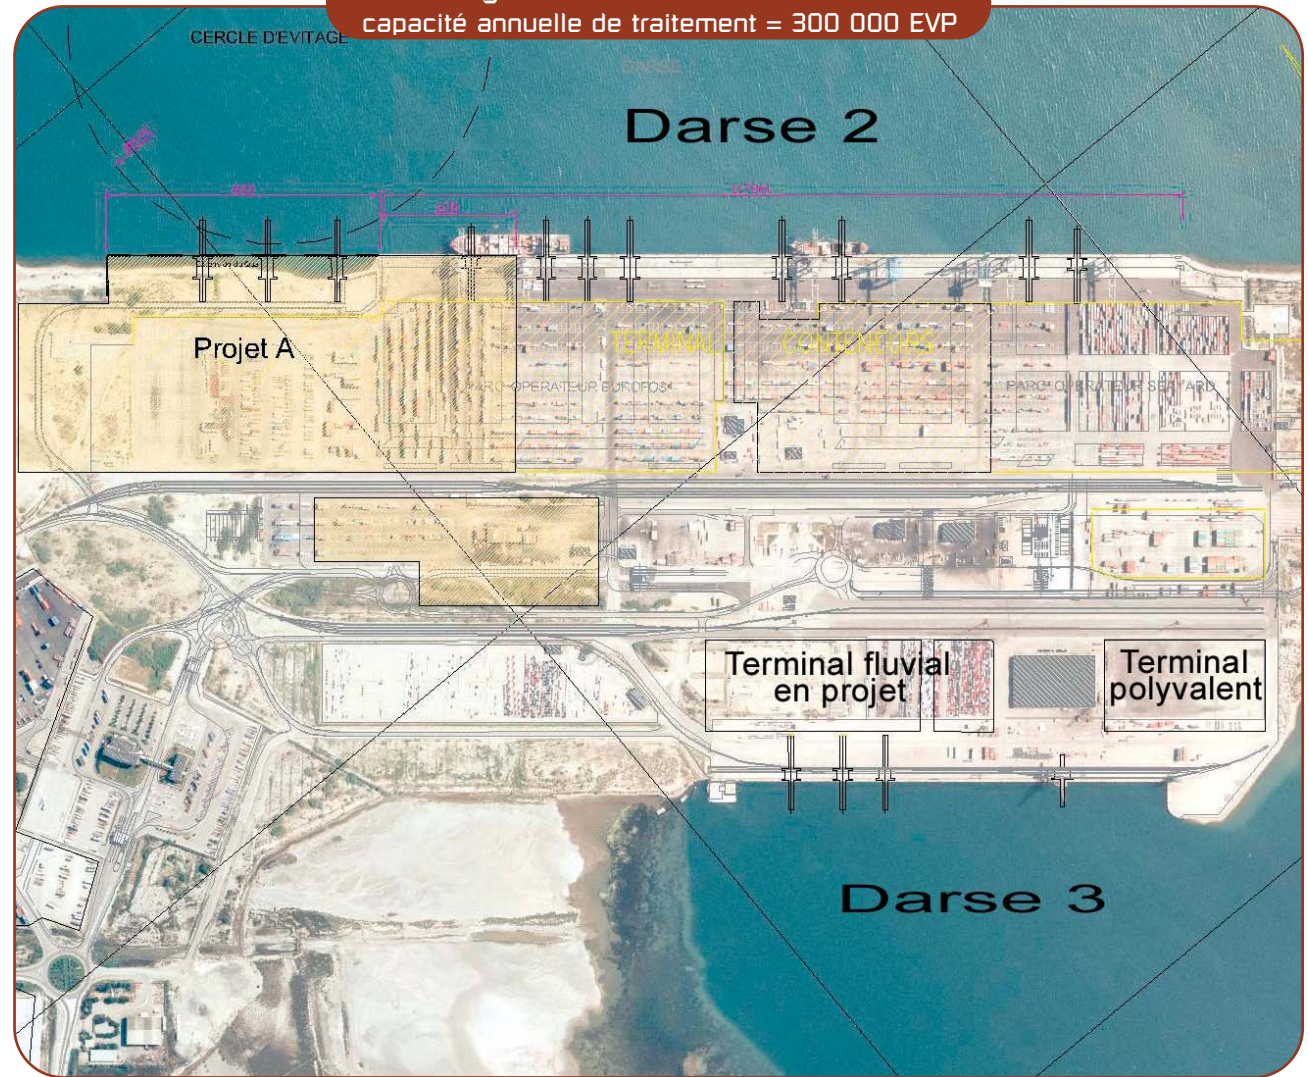 capacité annuelle de traitement = 300 000 EVP
CERCLE D'EVITAGE
Darse 2
Projet A
TERMINAL
CONTENEURS
PARC OPERATEUR EUROFOS
PARC OPERATEUR SEAYARD
Terminal fluvial
en projet
Terminal
polyvalent
Darse 3